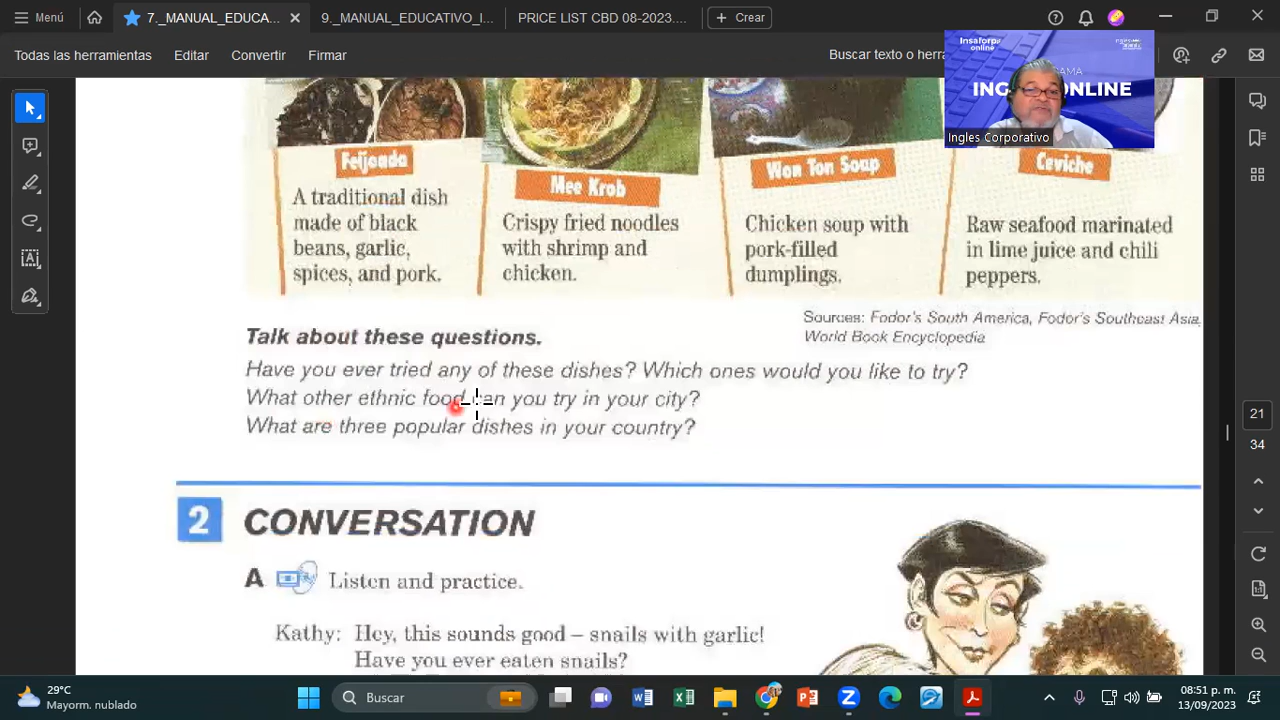 Menú
7._MANUAL_EDUCA...
9._MANUAL_EDUCATIVO_I...
PRICE LIST CBD 08-2023....
Crear
Todas las herramientas
Editar
Convertir
Firmar
Buscar texto o herra
Insaforp
online
INGLES ONLINE
Ingles Corporativo
Feijoada
Mee Krob
Won Ton Soup
Ceviche
A traditional dish
made of black
beans, garlic,
spices, and pork.
Crispy fried noodles
with shrimp and
chicken.
Chicken soup with
pork-filled
dumplings.
Raw seafood marinated
in lime juice and chili
peppers.
Sources: Fodor's South America, Fodor's Southeast Asia,
World Book Encyclopedia
Talk about these questions.
Have you ever tried any of these dishes? Which ones would you like to try?
What other ethnic food can you try in your city?
What are three popular dishes in your country?
2 CONVERSATION
A Listen and practice.
Kathy: Hey, this sounds good – snails with garlic!
Have you ever eaten snails?
21
34
29°C
Mayorm. nublado
Buscar
08:51 p. m.
13/09/2023